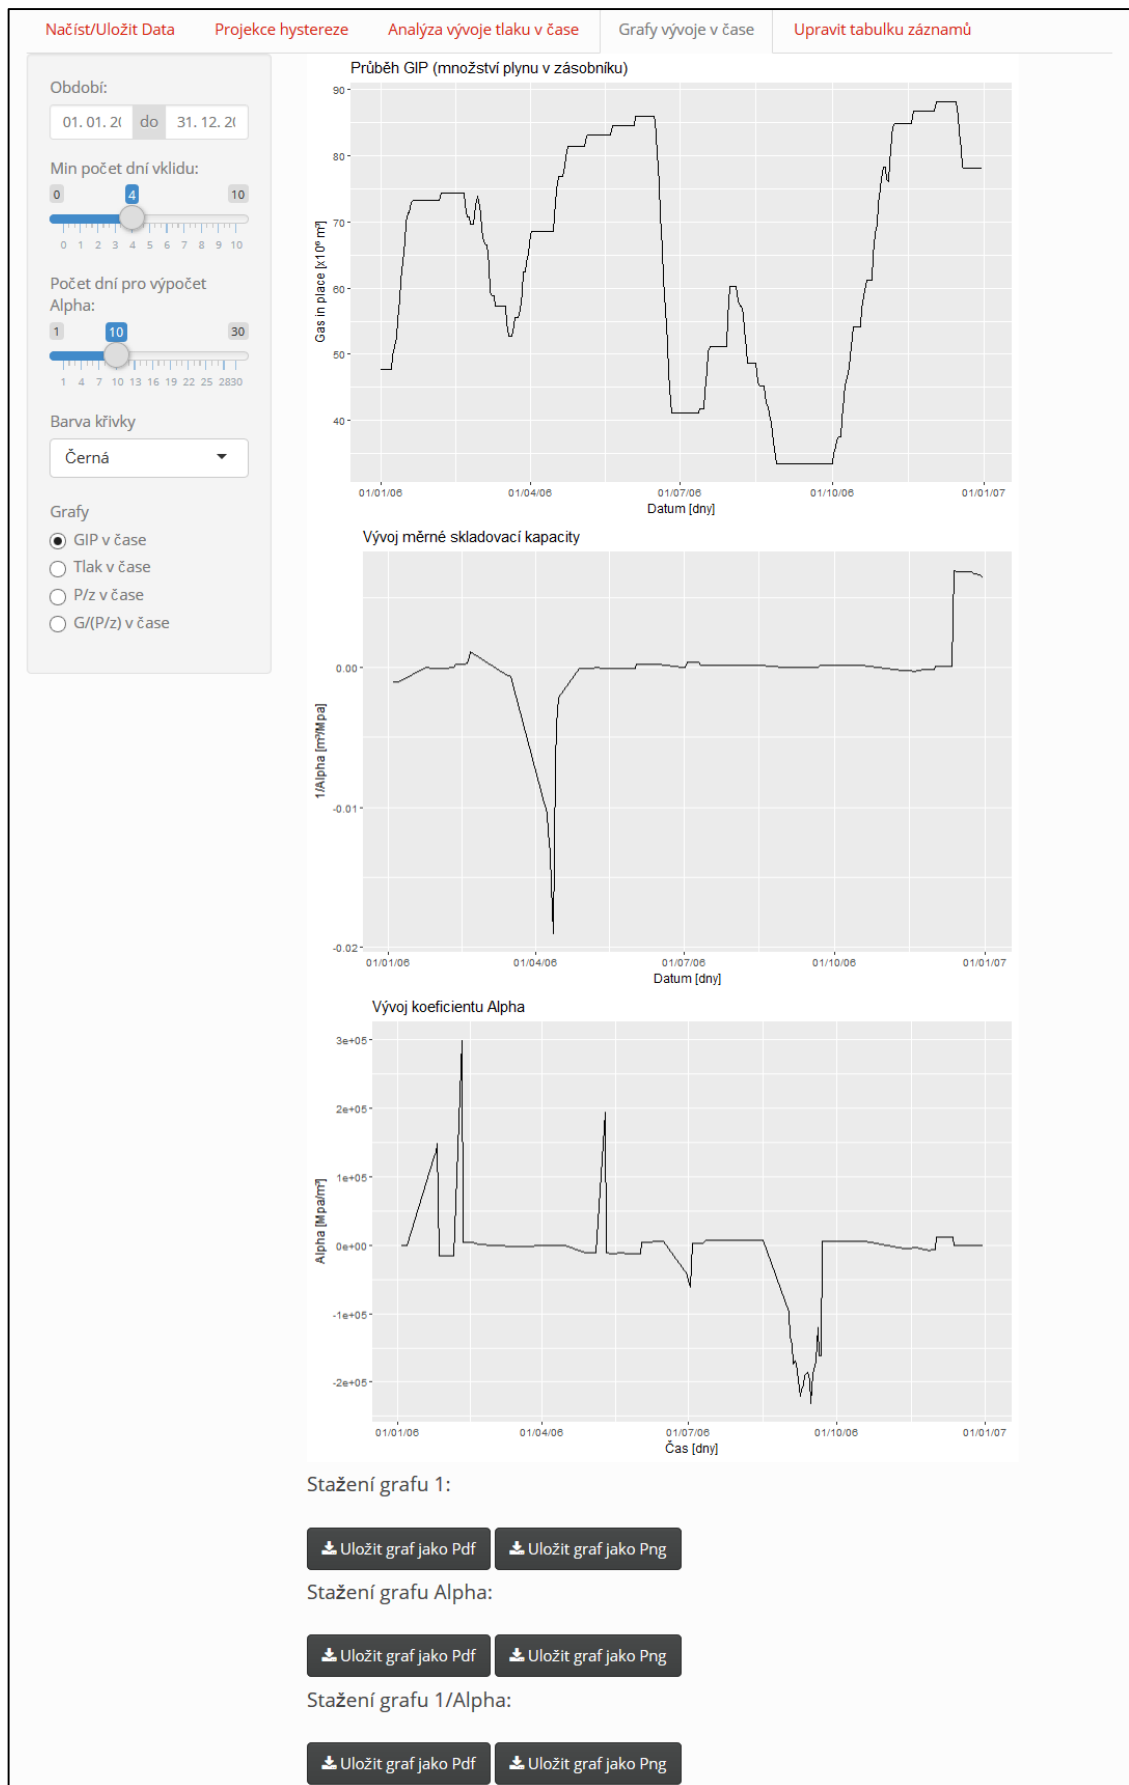 Načíst/Uložit Data
Projekce hystereze
Analýza vývoje tlaku v čase
Grafy vývoje v čase
Upravit tabulku záznamů
Období:
01. 01. 20
do
31. 12. 20
Min počet dní vklidu:
0
4
10
0 1 2 3 4 5 6 7 8 9 10
Počet dní pro výpočet
Alpha:
1
10
30
1 4 7 10 13 16 19 22 25 2830
Barva křivky
Černá
Grafy
GIP v čase
Tlak v čase
P/z v čase
G/(P/z) v čase
Průběh GIP (množství plynu v zásobníku)
90
80
70
60
50
40
Gas in place [x10⁶ m³]
01/01/06
01/04/06
01/07/06
01/10/06
01/01/07
Datum [dny]
Vývoj měrné skladovací kapacity
0.00
-0.01
-0.02
1/Alpha [m³/Mpa]
01/01/06
01/04/06
01/07/06
01/10/06
01/01/07
Datum [dny]
Vývoj koeficientu Alpha
3e+05
2e+05
1e+05
0e+00
-1e+05
-2e+05
Alpha [Mpa/m³]
01/01/06
01/04/06
01/07/06
01/10/06
01/01/07
Čas [dny]
Stažení grafu 1:
Uložit graf jako Pdf
Uložit graf jako Png
Stažení grafu Alpha:
Uložit graf jako Pdf
Uložit graf jako Png
Stažení grafu 1/Alpha:
Uložit graf jako Pdf
Uložit graf jako Png